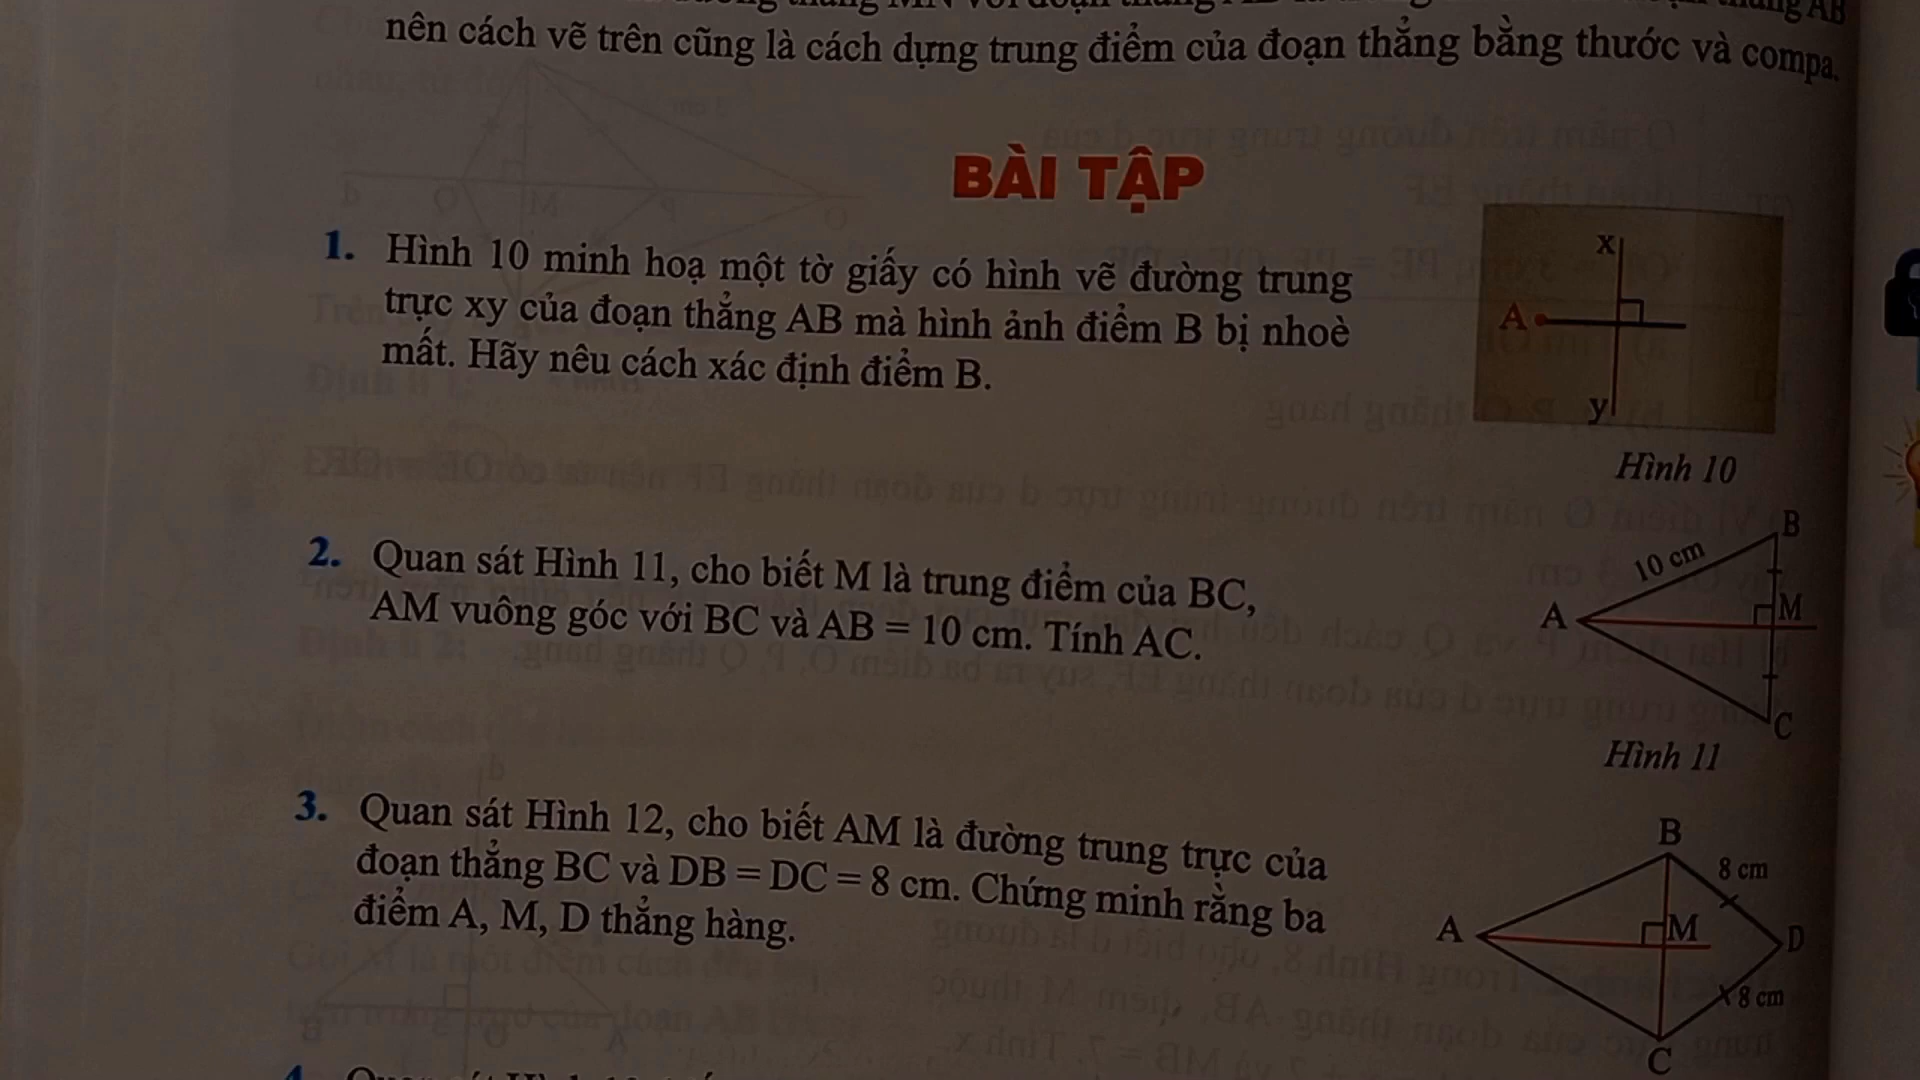 nên cách vẽ trên cũng là cách dựng trung điểm của đoạn thẳng bằng thước và compa.
BÀI TẬP
1. Hình 10 minh hoạ một tờ giấy có hình vẽ đường trung
trực xy của đoạn thẳng AB mà hình ảnh điểm B bị nhoè
mất. Hãy nêu cách xác định điểm B.
x
A
y
Hình 10
2. Quan sát Hình 11, cho biết M là trung điểm của BC,
AM vuông góc với BC và AB = 10 cm. Tính AC.
B
10 cm
A
M
C
Hình 11
3. Quan sát Hình 12, cho biết AM là đường trung trực của
đoạn thẳng BC và DB = DC = 8 cm. Chứng minh rằng ba
điểm A, M, D thẳng hàng.
B
8 cm
A
M
D
8 cm
C